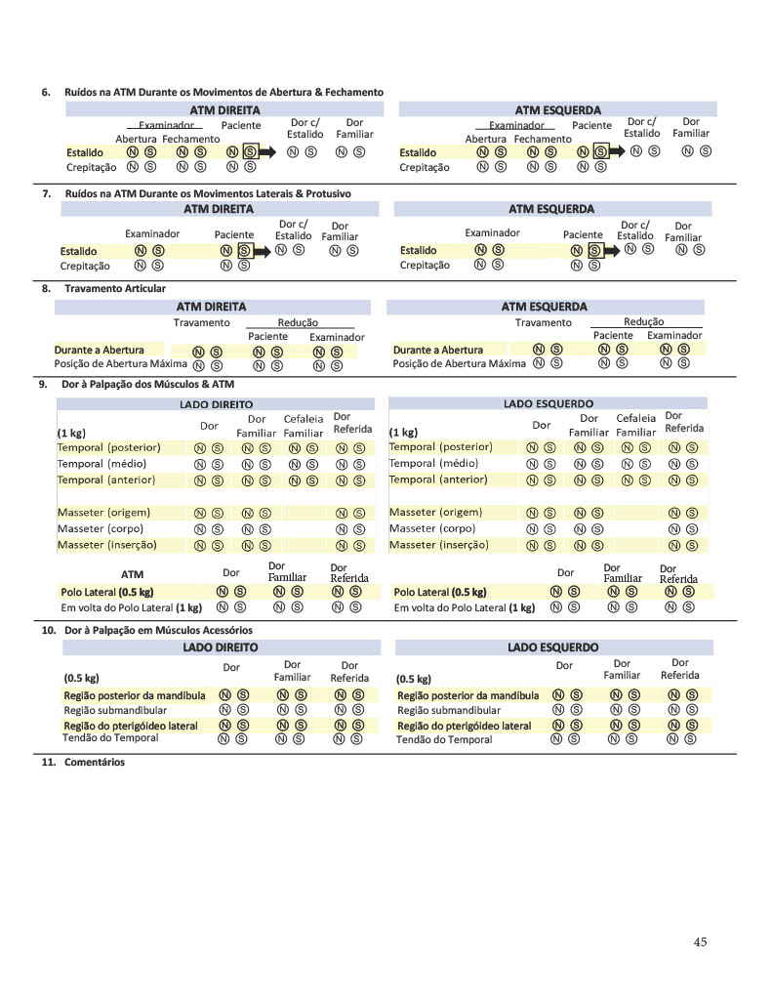 6. Ruídos na ATM Durante os Movimentos de Abertura & Fechamento
ATM DIREITA ATM ESQUERDA
Examinador Paciente Dor c/ Estalido Dor Familiar Examinador Paciente Dor c/ Estalido Dor Familiar
Abertura Fechamento Abertura Fechamento
Estalido N S N S N S N S N S Estalido N S N S N S N S N S
Crepitação N S N S N S Crepitação N S N S N S
7. Ruídos na ATM Durante os Movimentos Laterais & Protusivo
ATM DIREITA ATM ESQUERDA
Examinador Paciente Dor c/ Estalido Dor Familiar Examinador Paciente Dor c/ Estalido Dor Familiar
Estalido N S N S N S N S Estalido N S N S N S N S
Crepitação N S N S Crepitação N S N S
8. Travamento Articular
ATM DIREITA ATM ESQUERDA
Travamento Redução Travamento Redução
Paciente Examinador Paciente Examinador
Durante a Abertura N S N S N S Durante a Abertura N S N S N S
Posição de Abertura Máxima N S N S N S Posição de Abertura Máxima N S N S N S
9. Dor à Palpação dos Músculos & ATM
LADO DIREITO LADO ESQUERDO
(1 kg) Dor Dor Familiar Cefaleia Familiar Dor Referida (1 kg) Dor Dor Familiar Cefaleia Familiar Dor Referida
Temporal (posterior) N S N S N S N S Temporal (posterior) N S N S N S N S
Temporal (médio) N S N S N S N S Temporal (médio) N S N S N S N S
Temporal (anterior) N S N S N S N S Temporal (anterior) N S N S N S N S
Masseter (origem) N S N S N S Masseter (origem) N S N S N S
Masseter (corpo) N S N S N S Masseter (corpo) N S N S N S
Masseter (inserção) N S N S N S Masseter (inserção) N S N S N S
ATM Dor Dor Familiar Dor Referida Dor Dor Familiar Dor Referida
Polo Lateral (0.5 kg) N S N S N S Polo Lateral (0.5 kg) N S N S N S
Em volta do Polo Lateral (1 kg) N S N S N S Em volta do Polo Lateral (1 kg) N S N S N S
10. Dor à Palpação em Músculos Acessórios
LADO DIREITO LADO ESQUERDO
(0.5 kg) Dor Dor Familiar Dor Referida (0.5 kg) Dor Dor Familiar Dor Referida
Região posterior da mandíbula N S N S N S Região posterior da mandíbula N S N S N S
Região submandibular N S N S N S Região submandibular N S N S N S
Região do pterigóideo lateral N S N S N S Região do pterigóideo lateral N S N S N S
Tendão do Temporal N S N S N S Tendão do Temporal N S N S N S
11. Comentários
45